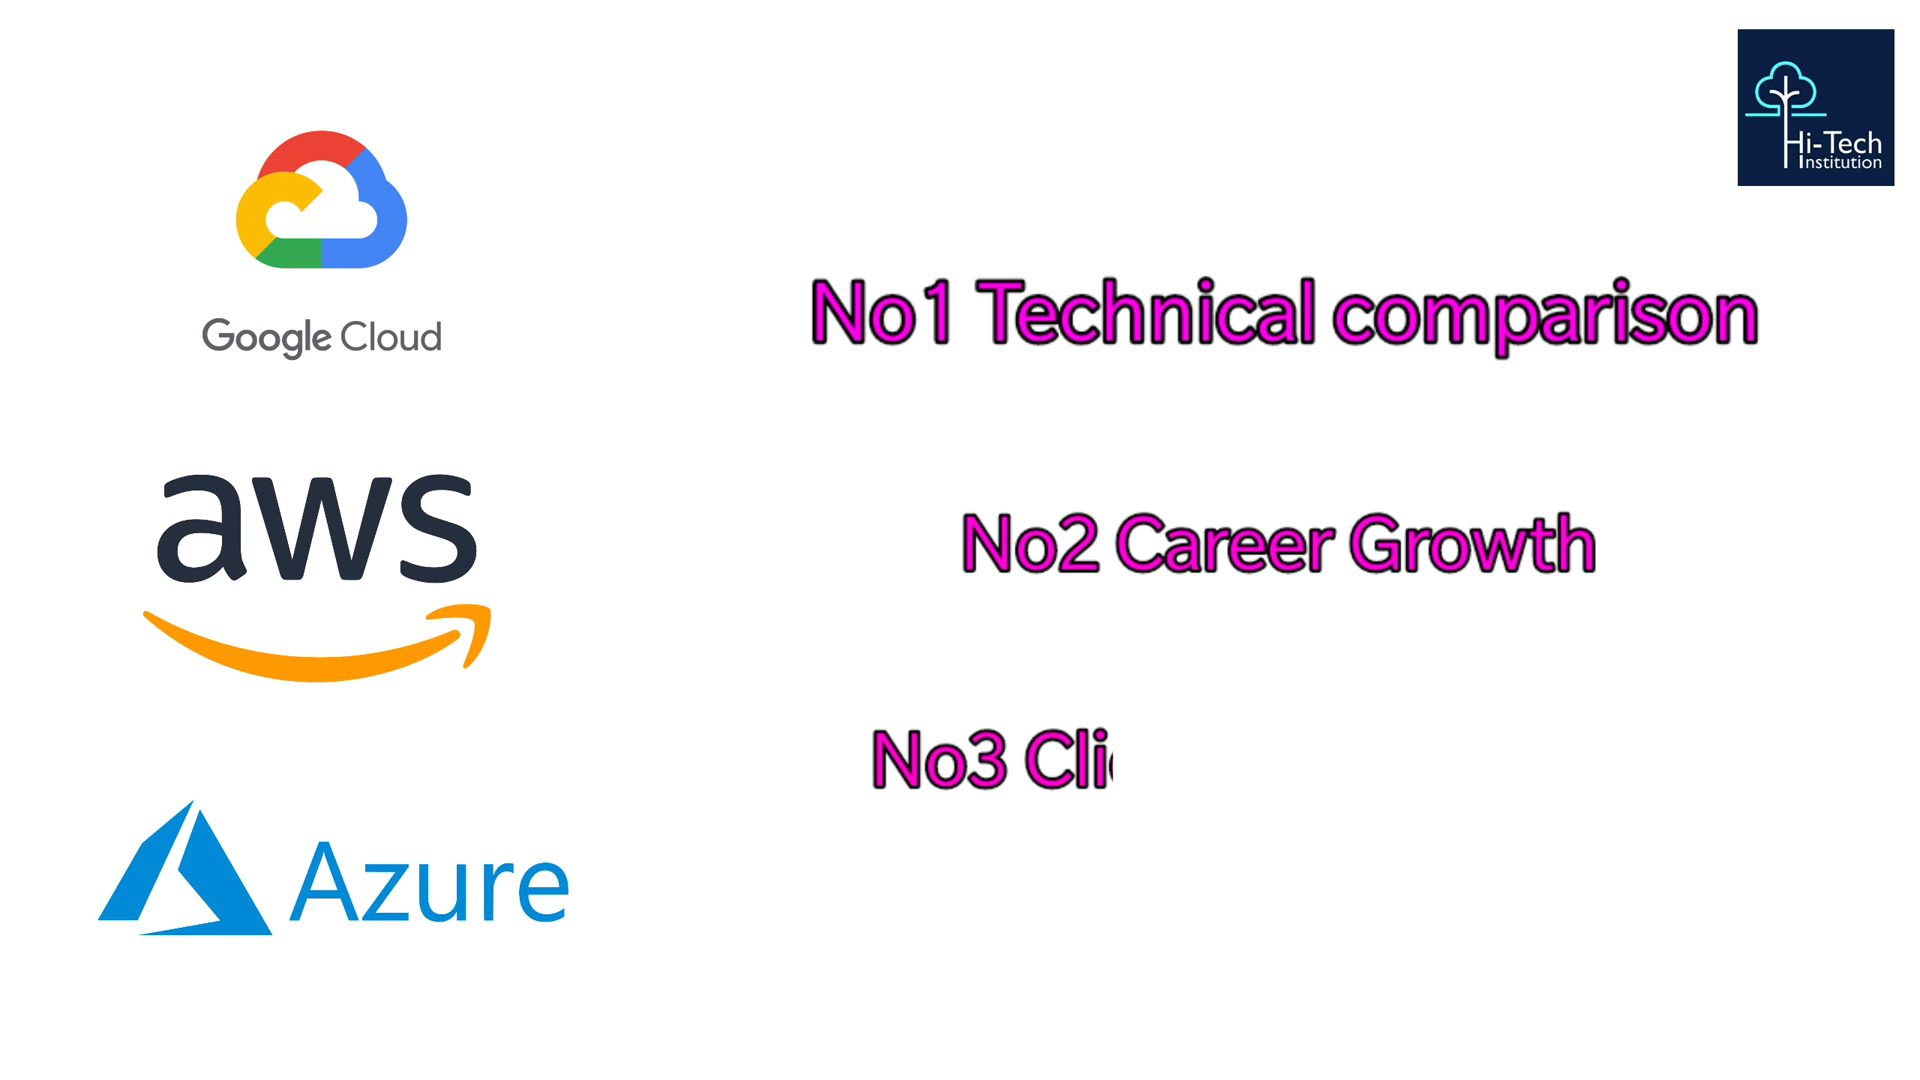 Hi-Tech
Institution
Google Cloud
No1 Technical comparison
aws
No2 Career Growth
No3
Azure